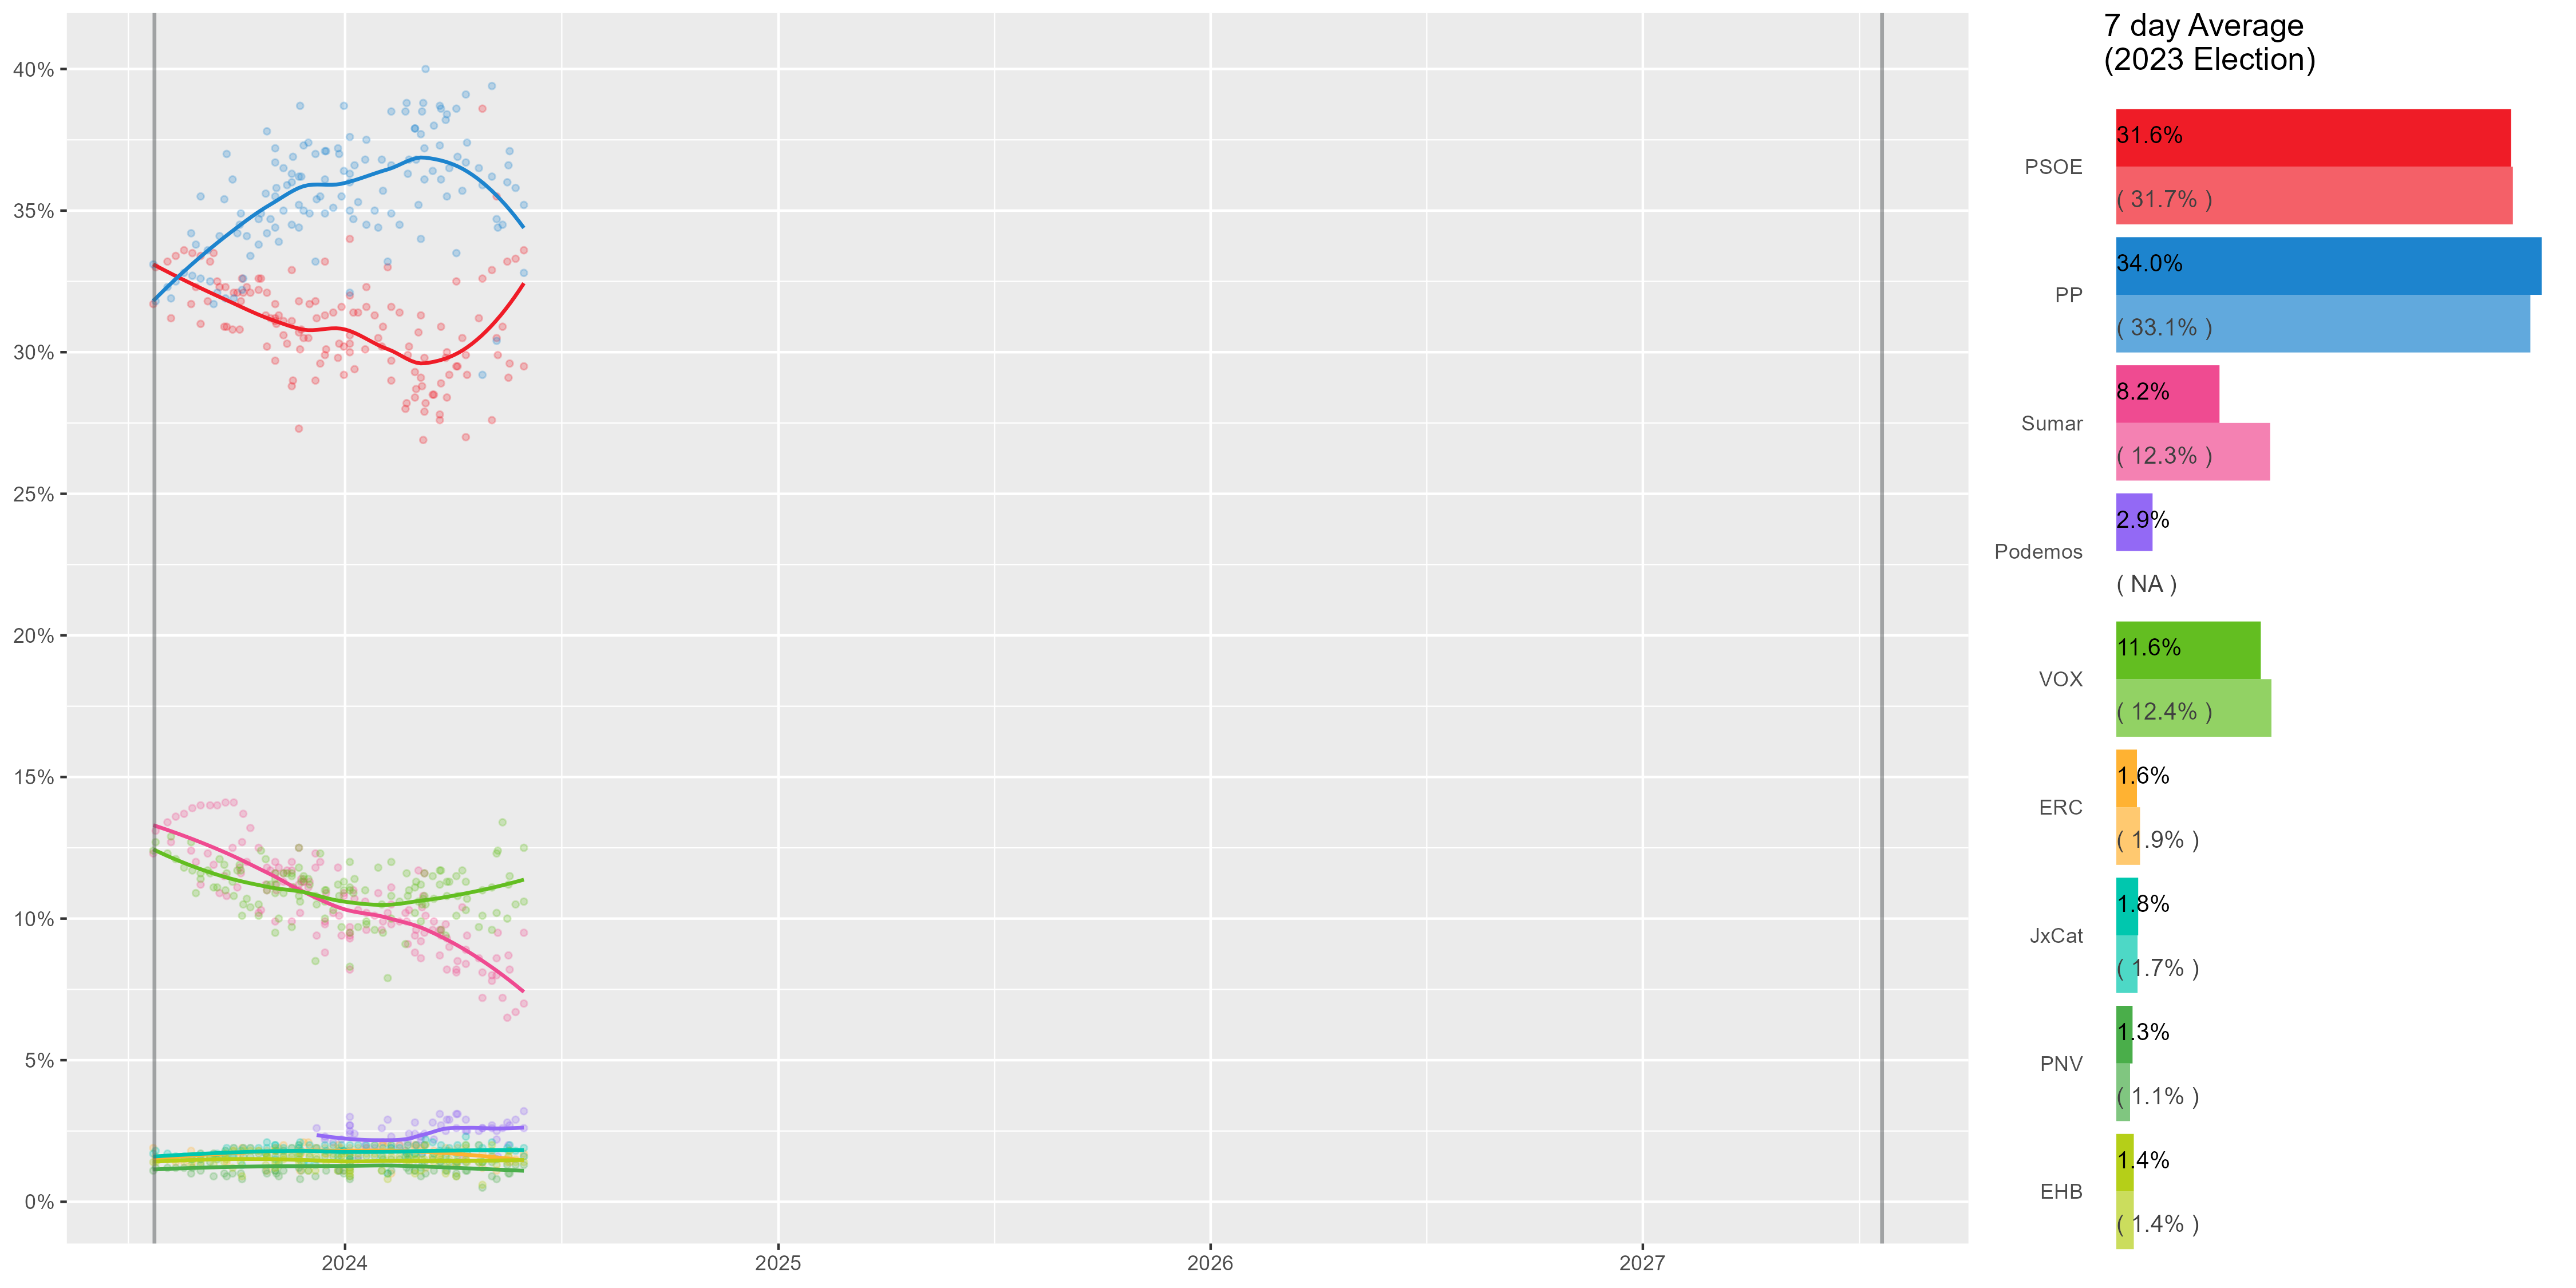 40%
35%
30%
25%
20%
15%
10%
5%
0%
2024
2025
2026
2027
7 day Average
(2023 Election)
PSOE
31.6%
( 31.7% )
PP
34.0%
( 33.1% )
Sumar
8.2%
( 12.3% )
Podemos
2.9%
( NA )
VOX
11.6%
( 12.4% )
ERC
1.6%
( 1.9% )
JxCat
1.8%
( 1.7% )
PNV
1.3%
( 1.1% )
EHB
1.4%
( 1.4% )